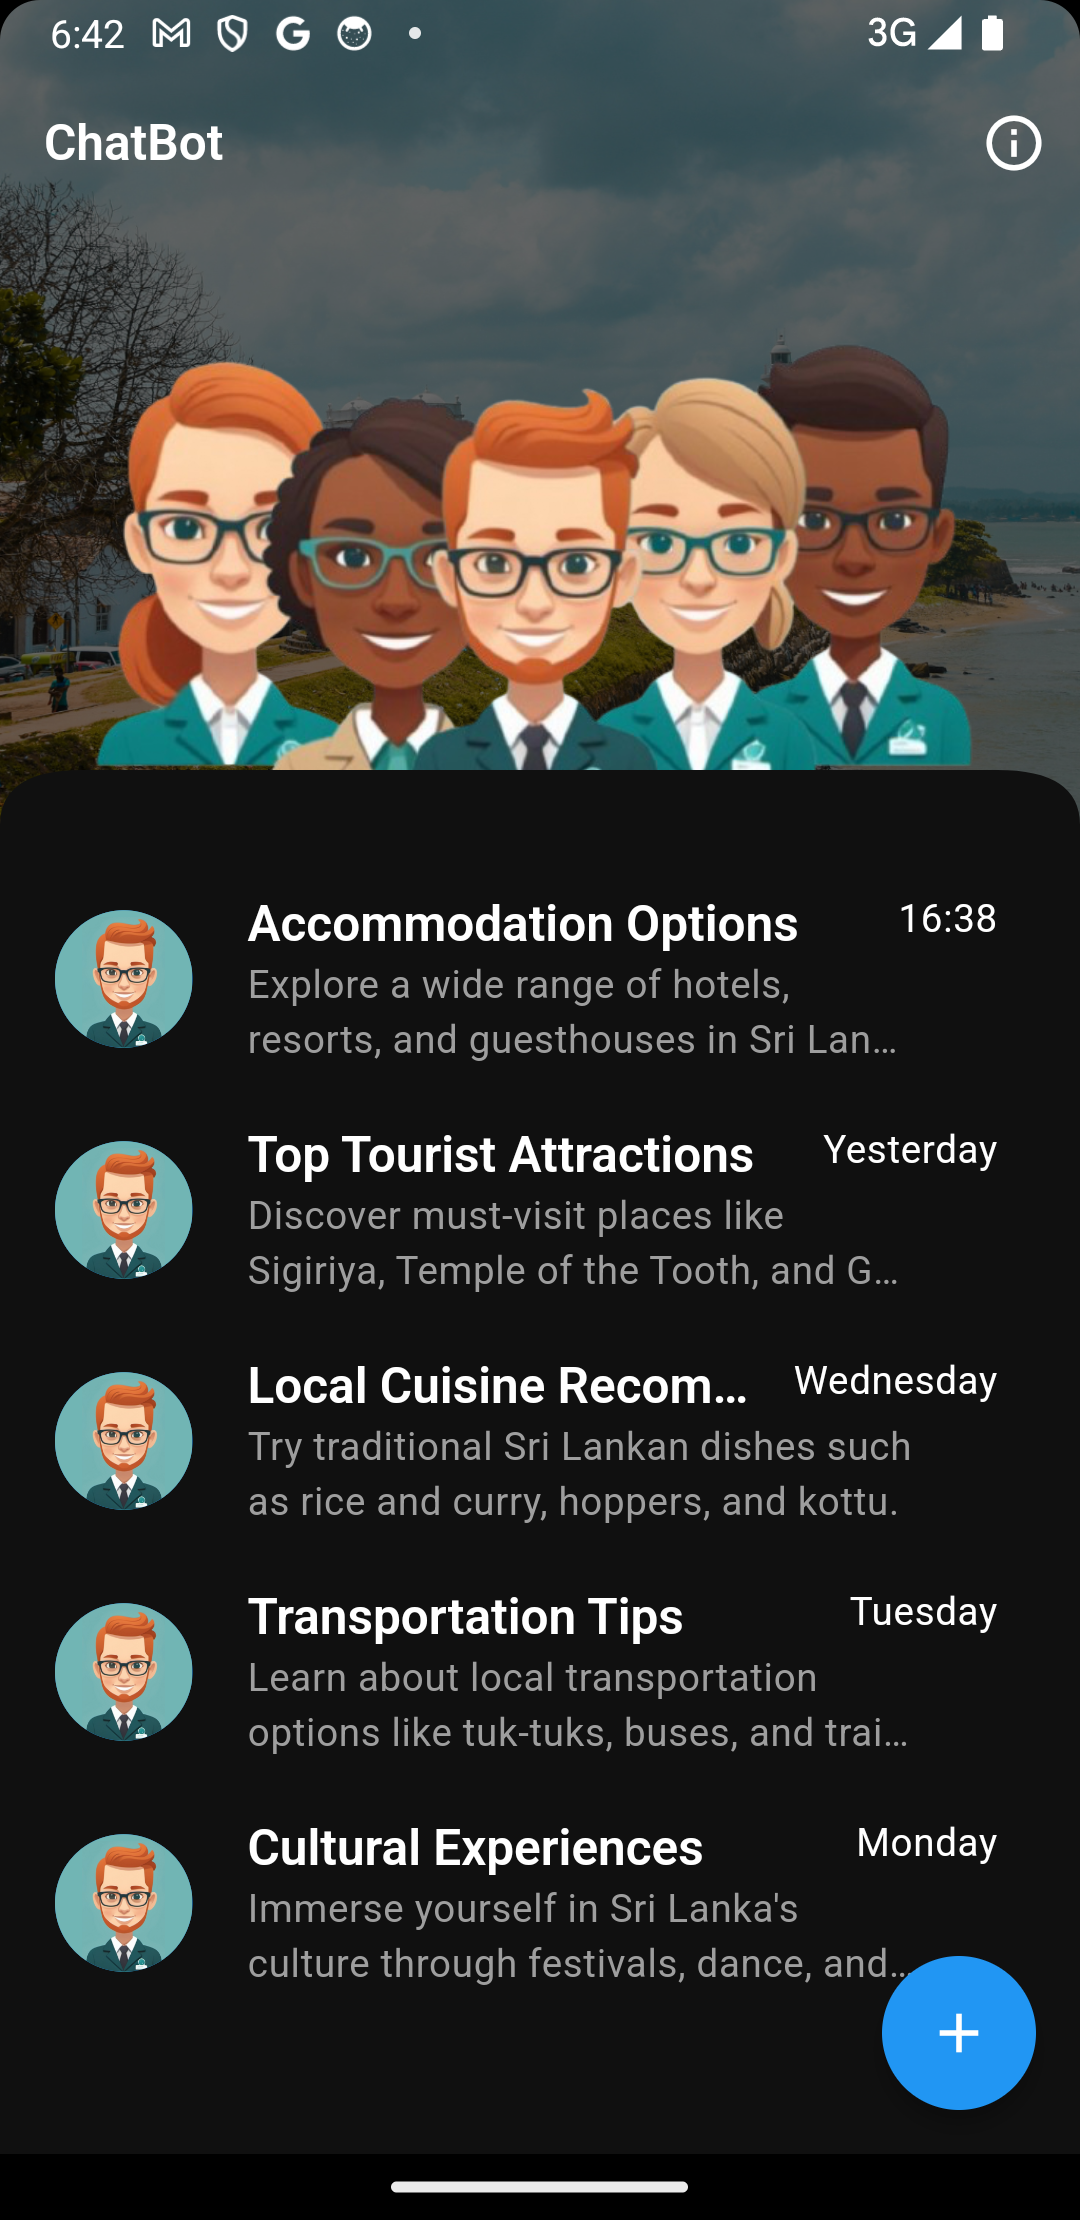 6:42
3G
ChatBot
Accommodation Options
16:38
Explore a wide range of hotels,
resorts, and guesthouses in Sri Lan…
Top Tourist Attractions
Yesterday
Discover must-visit places like
Sigiriya, Temple of the Tooth, and G…
Local Cuisine Recom…
Wednesday
Try traditional Sri Lankan dishes such
as rice and curry, hoppers, and kottu.
Transportation Tips
Tuesday
Learn about local transportation
options like tuk-tuks, buses, and trai…
Cultural Experiences
Monday
Immerse yourself in Sri Lanka's
culture through festivals, dance, and…